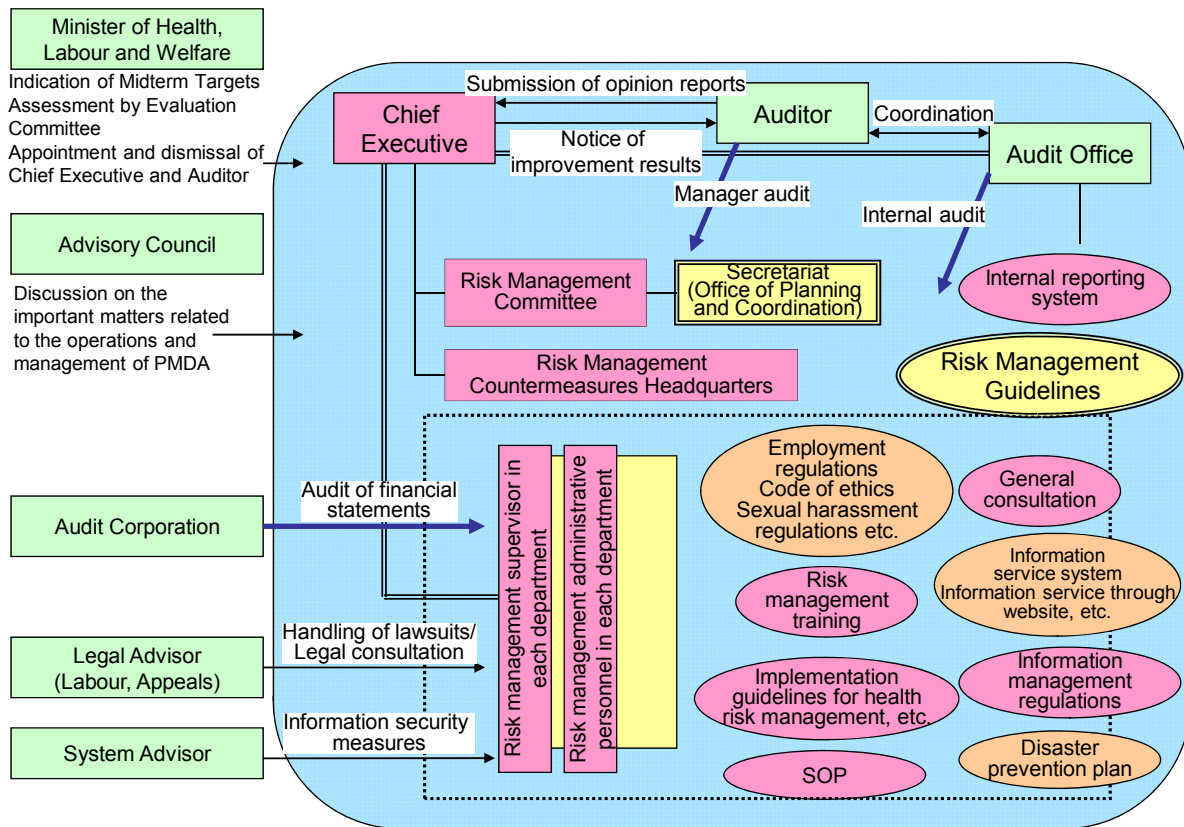 Minister of Health,
Labour and Welfare
Indication of Midterm Targets
Assessment by Evaluation
Committee
Appointment and dismissal of
Chief Executive and Auditor
Advisory Council
Discussion on the
important matters related
to the operations and
management of PMDA
Audit Corporation
Legal Advisor
(Labour, Appeals)
System Advisor
Chief
Executive
Submission of opinion reports
Auditor
Coordination
Audit Office
Notice of
improvement results
Manager audit
Internal audit
Risk Management
Committee
Secretariat
(Office of Planning
and Coordination)
Internal reporting
system
Risk Management
Countermeasures Headquarters
Risk Management
Guidelines
Audit of financial
statements
Handling of lawsuits/
Legal consultation
Information security
measures
Risk management supervisor in
each department
Risk management administrative
personnel in each department
Employment
regulations
Code of ethics
Sexual harassment
regulations etc.
General
consultation
Risk
management
training
Information
service system
Information service through
website, etc.
Implementation
guidelines for health
risk management, etc.
Information
management
regulations
SOP
Disaster
prevention plan